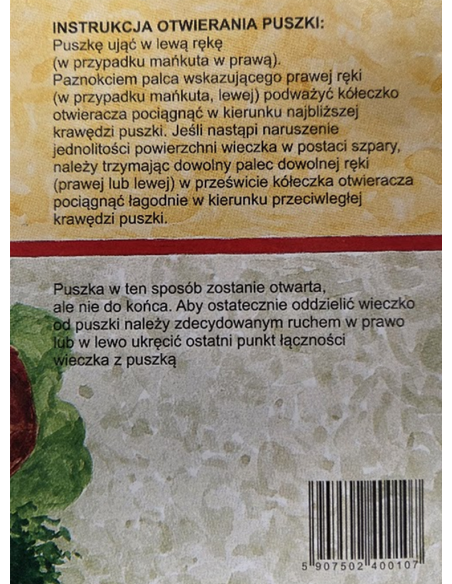 INSTRUKCJA OTWIERANIA PUSZKI:
Puszkę ująć w lewą rękę
(w przypadku mańkuta w prawą).
Paznokciem palca wskazującego prawej ręki
(w przypadku mańkuta, lewej) podważyć kółeczko
otwieracza pociągnąć w kierunku najbliższej
krawędzi puszki. Jeśli nastąpi naruszenie
jednolitości powierzchni wieczka w postaci szpary,
należy trzymając dowolny palec dowolnej ręki
(prawej lub lewej) w prześwicie kółeczka otwieracza
pociągnąć łagodnie w kierunku przeciwległej
krawędzi puszki.
Puszka w ten sposób zostanie otwarta,
ale nie do końca. Aby ostatecznie oddzielić wieczko
od puszki należy zdecydowanym ruchem w prawo
lub w lewo ukręcić ostatni punkt łączności
wieczka z puszką
5 907502 400107